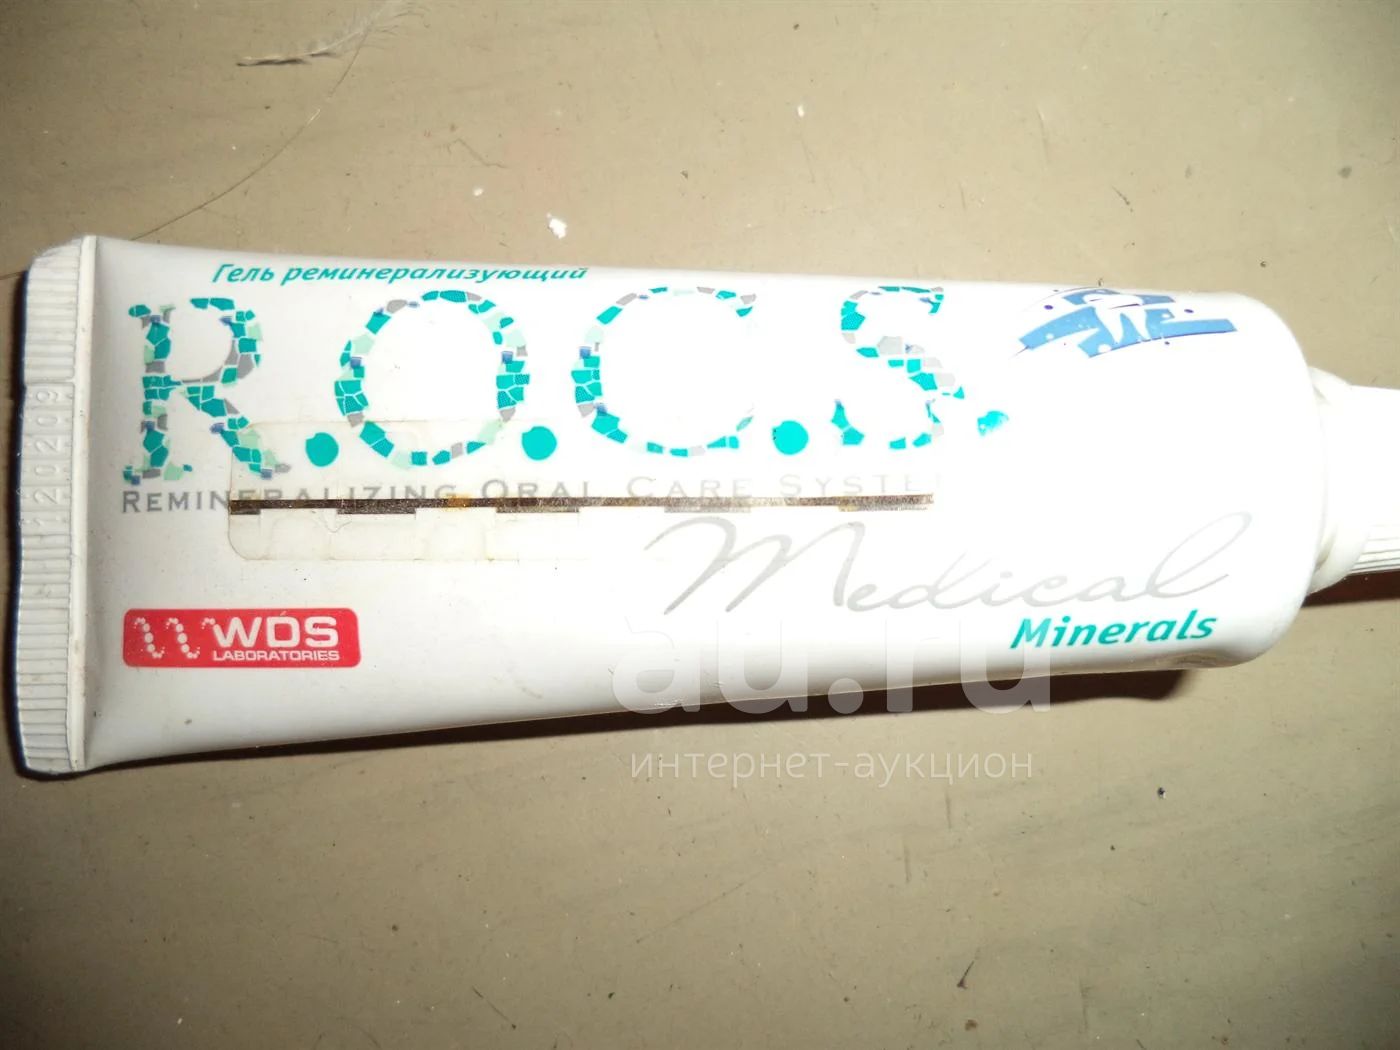 Гель реминерализующий
R.O.C.S.
REMINERALIZING ORAL CARE SYSTE
Medical
Minerals
WDS
LABORATORIES
au.ru
интернет-аукцион